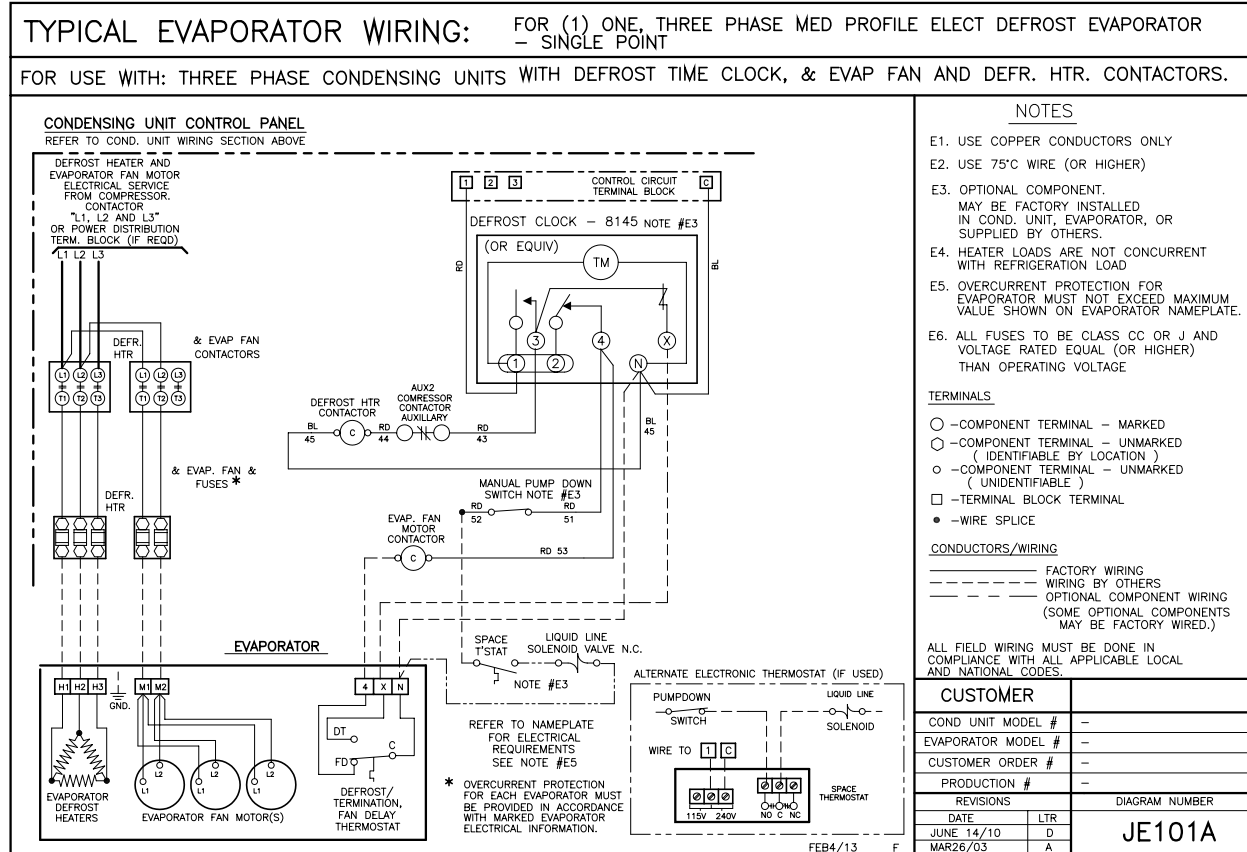 TYPICAL EVAPORATOR WIRING:
FOR (1) ONE, THREE PHASE MED PROFILE ELECT DEFROST EVAPORATOR
– SINGLE POINT
FOR USE WITH: THREE PHASE CONDENSING UNITS WITH DEFROST TIME CLOCK, & EVAP FAN AND DEFR. HTR. CONTACTORS.
CONDENSING UNIT CONTROL PANEL
REFER TO COND. UNIT WIRING SECTION ABOVE
DEFROST HEATER AND
EVAPORATOR FAN MOTOR
ELECTRICAL SERVICE
FROM COMPRESSOR.
CONTACTOR
"L1, L2 AND L3"
OR POWER DISTRIBUTION
TERM. BLOCK (IF REQD)
L1 L2 L3
1 2 3
CONTROL CIRCUIT
TERMINAL BLOCK
C
DEFROST CLOCK – 8145 NOTE #E3
(OR EQUIV)
TM
RD
BL
3
4
X
1
2
N
DEFR.
HTR
& EVAP FAN
CONTACTORS
L1 L2 L3
T1 T2 T3
L1 L2 L3
T1 T2 T3
DEFROST HTR
CONTACTOR
AUX2
COMRESSOR
CONTACTOR
AUXILLARY
BL
45
C
RD
44
RD
43
BL
45
& EVAP. FAN &
FUSES *
DEFR.
HTR
MANUAL PUMP DOWN
SWITCH NOTE #E3
RD
52
RD
51
EVAP. FAN
MOTOR
CONTACTOR
C
RD 53
EVAPORATOR
H1 H2 H3
GND.
M1 M2
4 X N
L2
L1
L2
L1
L2
L1
EVAPORATOR
DEFROST
HEATERS
EVAPORATOR FAN MOTOR(S)
DT
C
FD
DEFROST/
TERMINATION,
FAN DELAY
THERMOSTAT
SPACE
T'STAT
LIQUID LINE
SOLENOID VALVE N.C.
NOTE #E3
REFER TO NAMEPLATE
FOR ELECTRICAL
REQUIREMENTS
SEE NOTE #E5
* OVERCURRENT PROTECTION
FOR EACH EVAPORATOR MUST
BE PROVIDED IN ACCORDANCE
WITH MARKED EVAPORATOR
ELECTRICAL INFORMATION.
ALTERNATE ELECTRONIC THERMOSTAT (IF USED)
PUMPDOWN
SWITCH
LIQUID LINE
SOLENOID
WIRE TO 1 C
115V 240V
NO C NC
SPACE
THERMOSTAT
FEB4/13 F
NOTES
E1. USE COPPER CONDUCTORS ONLY
E2. USE 75°C WIRE (OR HIGHER)
E3. OPTIONAL COMPONENT.
MAY BE FACTORY INSTALLED
IN COND. UNIT, EVAPORATOR, OR
SUPPLIED BY OTHERS.
E4. HEATER LOADS ARE NOT CONCURRENT
WITH REFRIGERATION LOAD
E5. OVERCURRENT PROTECTION FOR
EVAPORATOR MUST NOT EXCEED MAXIMUM
VALUE SHOWN ON EVAPORATOR NAMEPLATE.
E6. ALL FUSES TO BE CLASS CC OR J AND
VOLTAGE RATED EQUAL (OR HIGHER)
THAN OPERATING VOLTAGE
TERMINALS
–COMPONENT TERMINAL – MARKED
–COMPONENT TERMINAL – UNMARKED
( IDENTIFIABLE BY LOCATION )
–COMPONENT TERMINAL – UNMARKED
( UNIDENTIFIABLE )
–TERMINAL BLOCK TERMINAL
–WIRE SPLICE
CONDUCTORS/WIRING
FACTORY WIRING
WIRING BY OTHERS
OPTIONAL COMPONENT WIRING
(SOME OPTIONAL COMPONENTS
MAY BE FACTORY WIRED.)
ALL FIELD WIRING MUST BE DONE IN
COMPLIANCE WITH ALL APPLICABLE LOCAL
AND NATIONAL CODES.
CUSTOMER
COND UNIT MODEL # –
EVAPORATOR MODEL # –
CUSTOMER ORDER # –
PRODUCTION # –
REVISIONS
DIAGRAM NUMBER
DATE LTR
JUNE 14/10 D
MAR26/03 A
JE101A